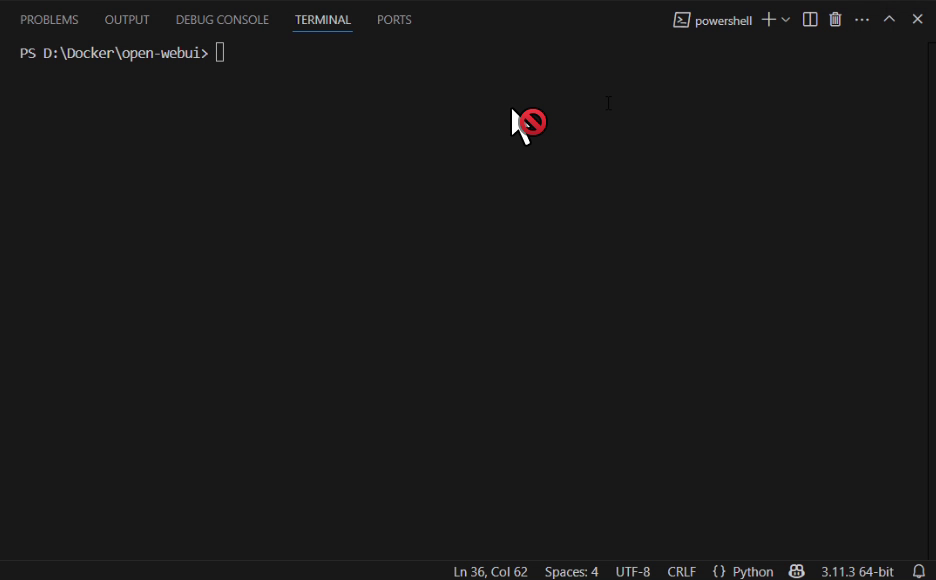 PROBLEMS OUTPUT DEBUG CONSOLE TERMINAL PORTS powershell
PS D:\Docker\open-webui>
Ln 36, Col 62 Spaces: 4 UTF-8 CRLF {} Python 3.11.3 64-bit